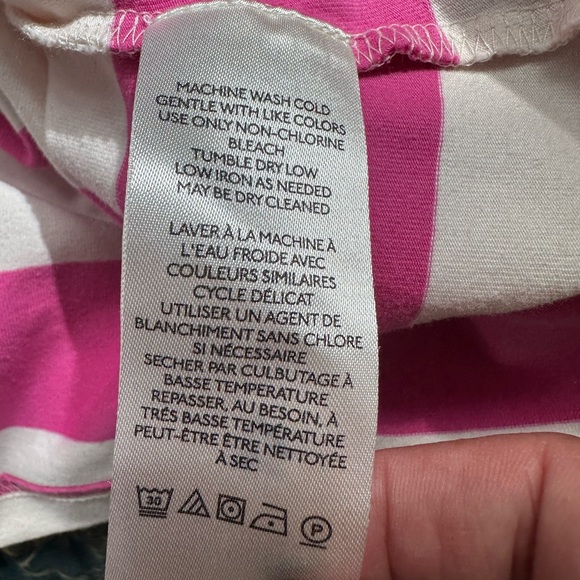 MACHINE WASH COLD
GENTLE WITH LIKE COLORS
USE ONLY NON-CHLORINE
BLEACH
TUMBLE DRY LOW
LOW IRON AS NEEDED
MAY BE DRY CLEANED
LAVER À LA MACHINE À
L'EAU FROIDE AVEC
COULEURS SIMILAIRES
CYCLE DÉLICAT
UTILISER UN AGENT DE
BLANCHIMENT SANS CHLORE
SI NÉCESSAIRE
SECHER PAR CULBUTAGE À
BASSE TEMPERATURE
REPASSER, AU BESOIN, À
TRÉS BASSE TEMPÉRATURE
PEUT-ÊTRE ÊTRE NETTOYÉE
À SEC
30 P